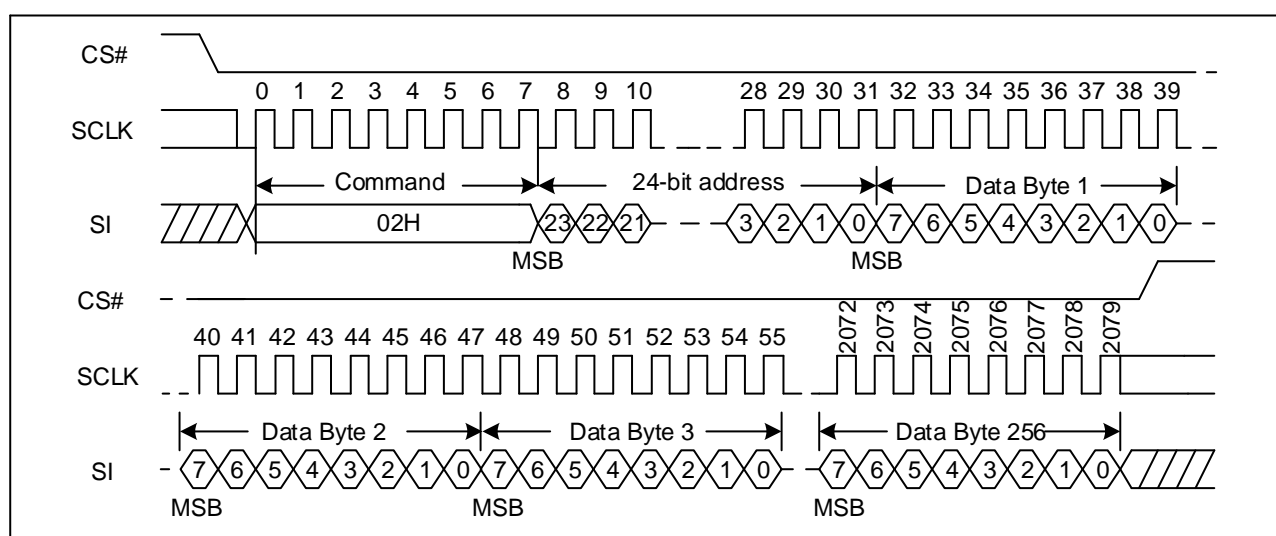 CS#
0 1 2 3 4 5 6 7 8 9 10 28 29 30 31 32 33 34 35 36 37 38 39
SCLK
Command 24-bit address Data Byte 1
SI 02H 23 22 21 3 2 1 0 7 6 5 4 3 2 1 0
MSB MSB
CS#
40 41 42 43 44 45 46 47 48 49 50 51 52 53 54 55 2072 2073 2074 2075 2076 2077 2078 2079
SCLK
Data Byte 2 Data Byte 3 Data Byte 256
SI 7 6 5 4 3 2 1 0 7 6 5 4 3 2 1 0 7 6 5 4 3 2 1 0
MSB MSB MSB